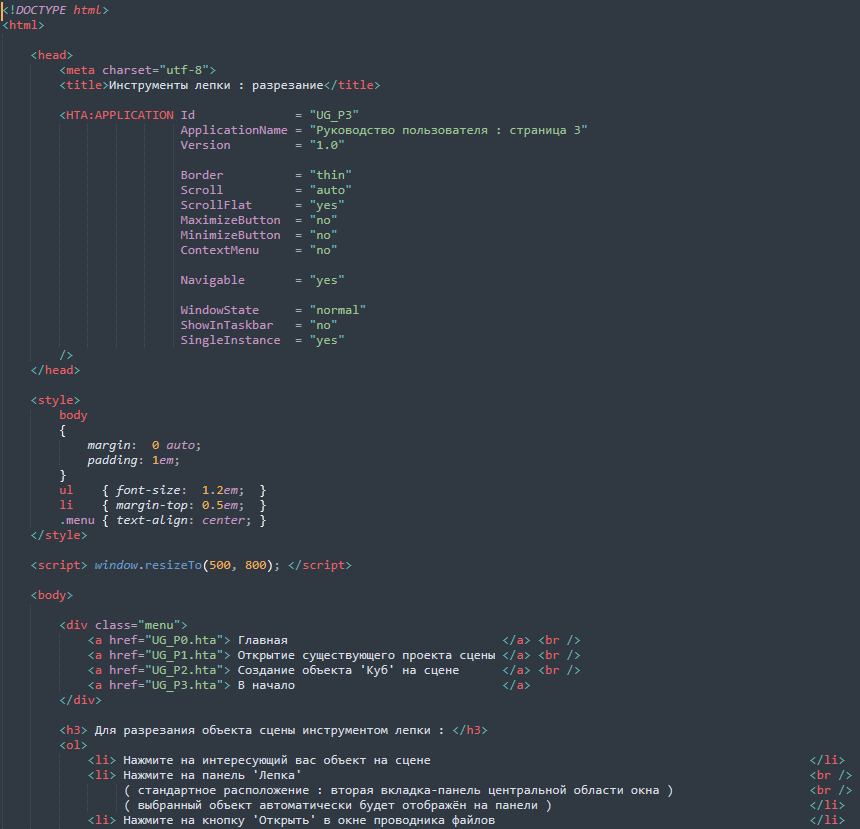 <!DOCTYPE html>
<html>
<head>
<meta charset="utf-8">
<title>Инструменты лепки : разрезание</title>
<HTA:APPLICATION Id = "UG_P3"
ApplicationName = "Руководство пользователя : страница 3"
Version = "1.0"
Border = "thin"
Scroll = "auto"
ScrollFlat = "yes"
MaximizeButton = "no"
MinimizeButton = "no"
ContextMenu = "no"
Navigable = "yes"
WindowState = "normal"
ShowInTaskbar = "no"
SingleInstance = "yes"
/>
</head>
<style>
body
{
margin: 0 auto;
padding: 1em;
}
ul { font-size: 1.2em; }
li { margin-top: 0.5em; }
.menu { text-align: center; }
</style>
<script> window.resizeTo(500, 800); </script>
<body>
<div class="menu">
<a href="UG_P0.hta"> Главная </a> <br />
<a href="UG_P1.hta"> Открытие существующего проекта сцены </a> <br />
<a href="UG_P2.hta"> Создание объекта 'Куб' на сцене </a> <br />
<a href="UG_P3.hta"> В начало </a>
</div>
<h3> Для разрезания объекта сцены инструментом лепки : </h3>
<ol>
<li> Нажмите на интересующий вас объект на сцене </li>
<li> Нажмите на панель 'Лепка' <br />
( стандартное расположение : вторая вкладка-панель центральной области окна ) <br />
( выбранный объект автоматически будет отображён на панели ) </li>
<li> Нажмите на кнопку 'Открыть' в окне проводника файлов </li>